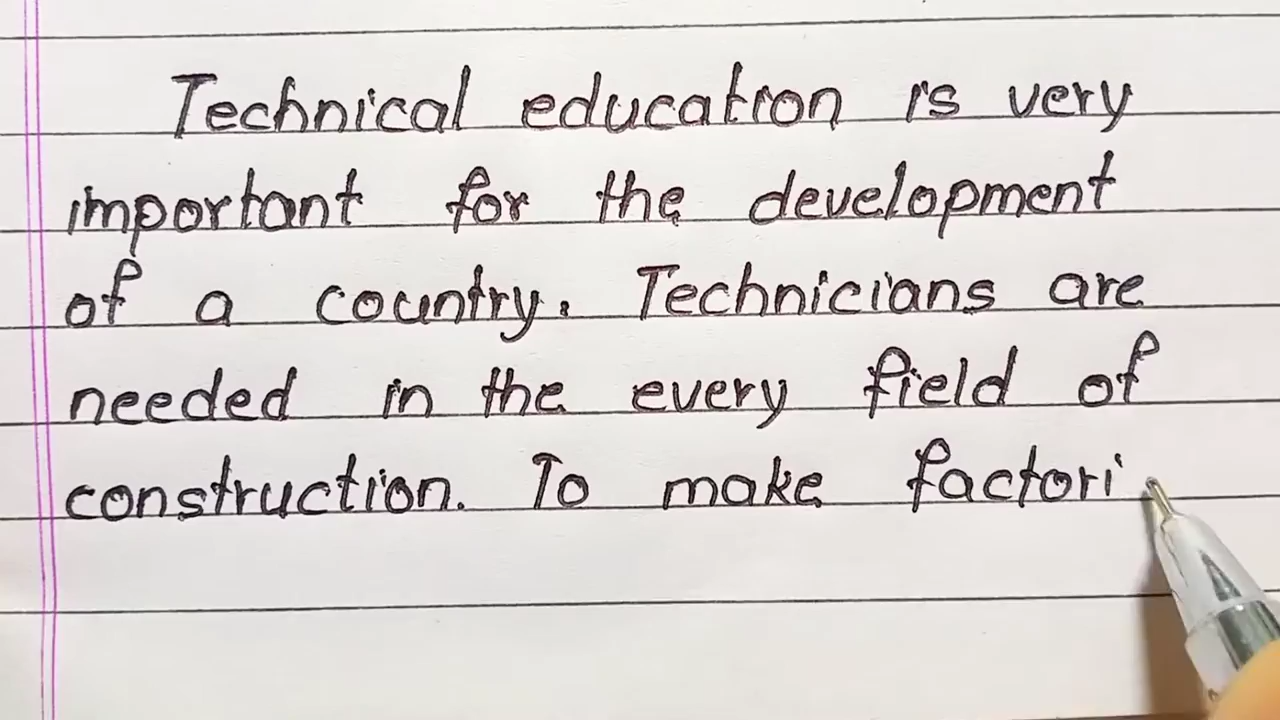 Technical education is very
important for the development
of a country. Technicians are
needed in the every field of
construction. To make factori